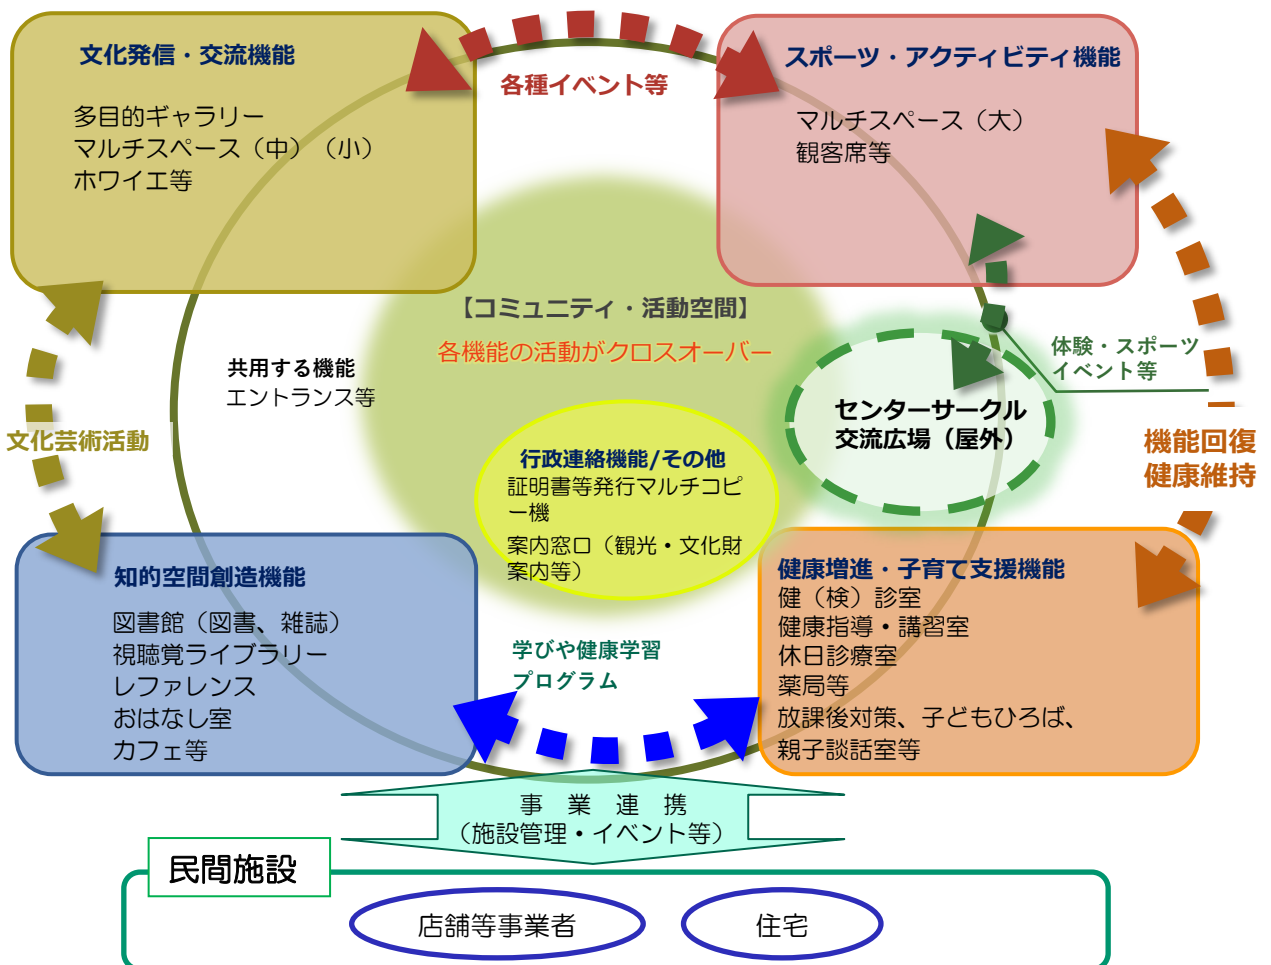 文化発信・交流機能
多目的ギャラリー
マルチスペース（中）（小）
ホワイエ等
各種イベント等
スポーツ・アクティビティ機能
マルチスペース（大）
観客席等
【コミュニティ・活動空間】
各機能の活動がクロスオーバー
共用する機能
エントランス等
体験・スポーツ
イベント等
センターサークル
交流広場（屋外）
文化芸術活動
機能回復
健康維持
行政連絡機能/その他
証明書等発行マルチコピ
ー機
案内窓口（観光・文化財
案内等）
知的空間創造機能
図書館（図書、雑誌）
視聴覚ライブラリー
レファレンス
おはなし室
カフェ等
学びや健康学習
プログラム
健康増進・子育て支援機能
健（検）診室
健康指導・講習室
休日診療室
薬局等
放課後対策、子どもひろば、
親子談話室等
事　業　連　携
（施設管理・イベント等）
民間施設
店舗等事業者
住宅